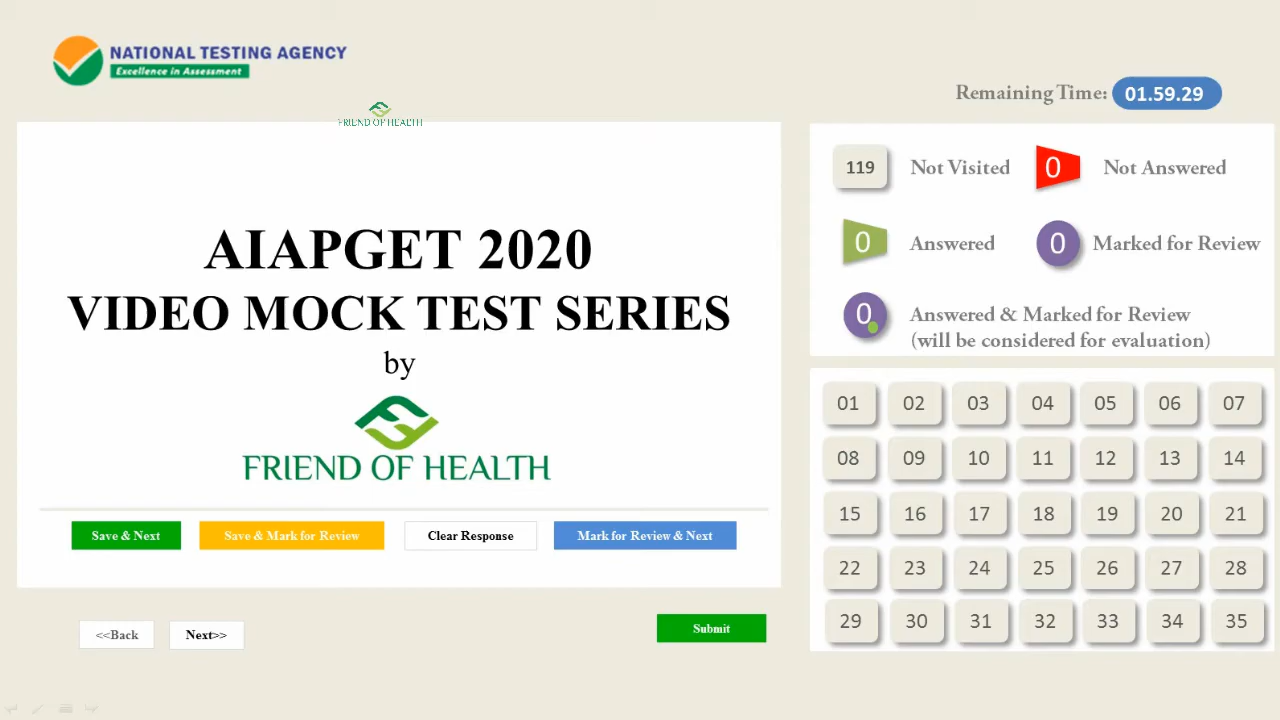 NATIONAL TESTING AGENCY
Excellence in Assessment
Remaining Time: 01.59.29
FRIEND OF HEALTH
AIAPGET 2020
VIDEO MOCK TEST SERIES
by
FRIEND OF HEALTH
Save & Next
Save & Mark for Review
Clear Response
Mark for Review & Next
<<Back
Next>>
Submit
119 Not Visited
0 Not Answered
0 Answered
0 Marked for Review
0 Answered & Marked for Review
(will be considered for evaluation)
01 02 03 04 05 06 07
08 09 10 11 12 13 14
15 16 17 18 19 20 21
22 23 24 25 26 27 28
29 30 31 32 33 34 35